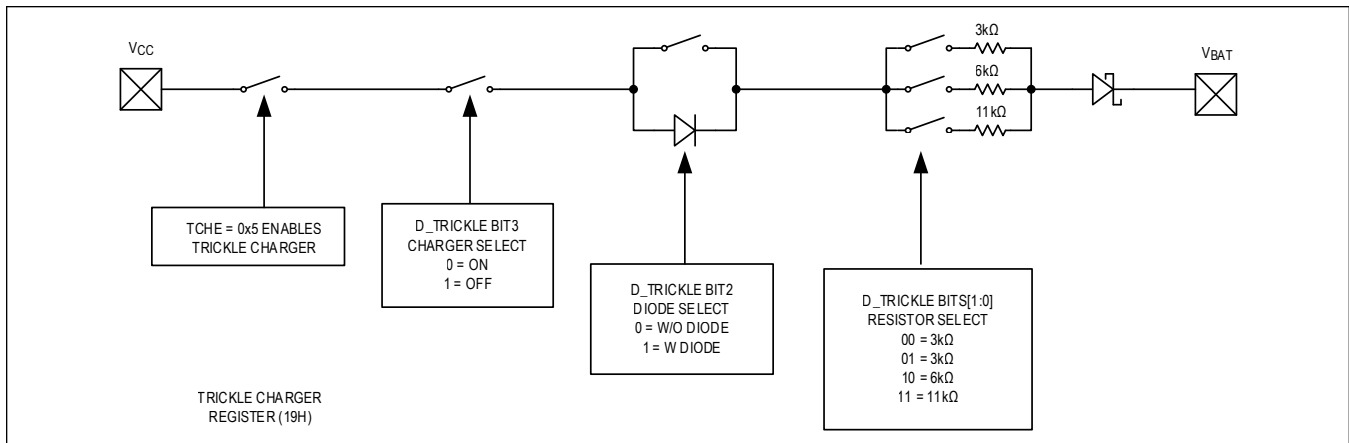 VCC
3kΩ
6kΩ
11kΩ
VBAT
TCHE = 0x5 ENABLES
TRICKLE CHARGER
D_TRICKLE BIT3
CHARGER SELECT
0 = ON
1 = OFF
D_TRICKLE BIT2
DIODE SELECT
0 = W/O DIODE
1 = W DIODE
D_TRICKLE BITS[1:0]
RESISTOR SELECT
00 = 3kΩ
01 = 3kΩ
10 = 6kΩ
11 = 11kΩ
TRICKLE CHARGER
REGISTER (19H)